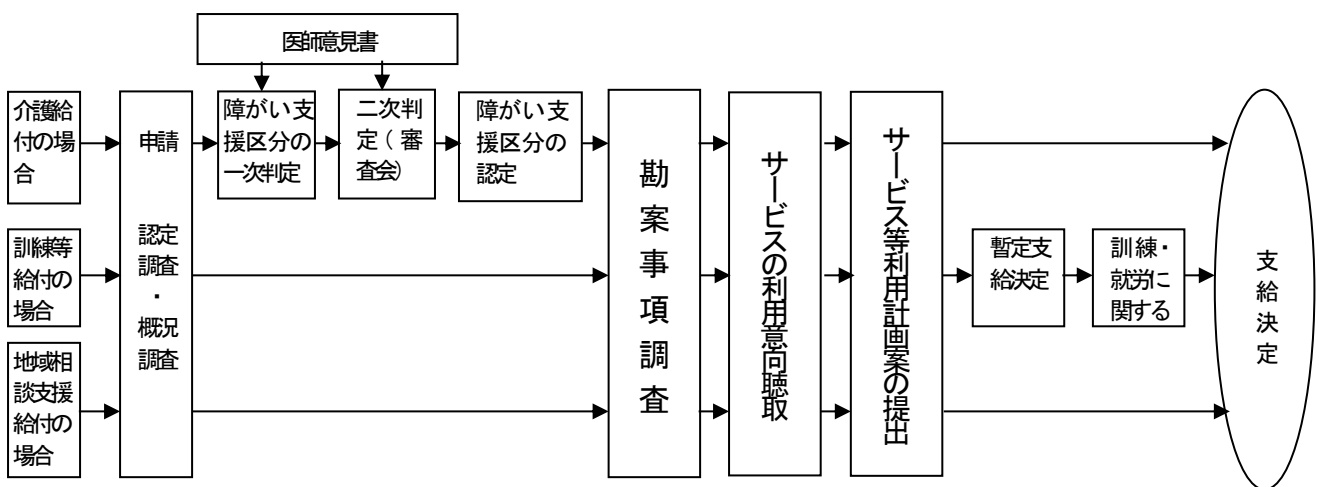 医師意見書
介護給
付の場
合
申請
認定
調査
・
概況
調査
障がい支
援区分の
一次判定
二次判
定（審
査会）
障がい支
援区分の
認定
訓練等
給付の
場合
地域相
談支援
給付の
場合
勘案事項調査
サービスの利用意向聴取
サービス等利用計画案の提出
暫定支
給決定
訓練・
就労に
関する
支給決定